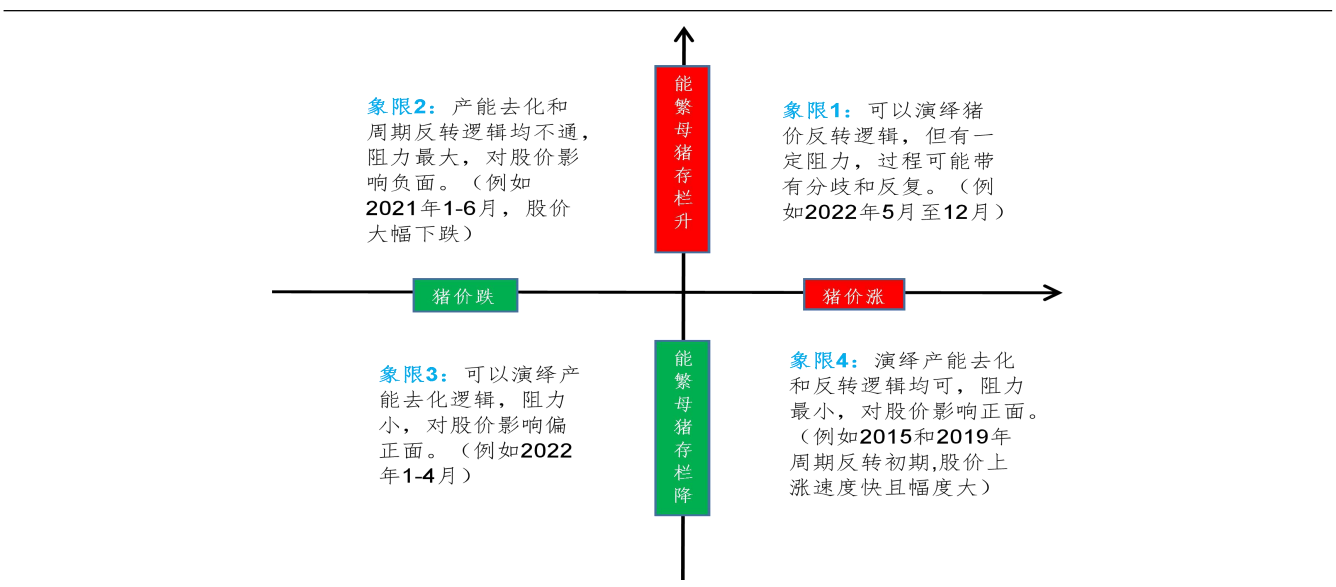 象限2：产能去化和
周期反转逻辑均不通，
阻力最大，对股价影
响负面。（例如
2021年1-6月，股价
大幅下跌）
能繁母猪存栏升
象限1：可以演绎猪
价反转逻辑，但有一
定阻力，过程可能带
有分歧和反复。（例
如2022年5月至12月）
猪价跌
猪价涨
象限3：可以演绎产
能去化逻辑，阻力
小，对股价影响偏
正面。（例如2022
年1-4月）
能繁母猪存栏降
象限4：演绎产能去化
和反转逻辑均可，阻力
最小，对股价影响正面。
（例如2015和2019年
周期反转初期,股价上
涨速度快且幅度大）